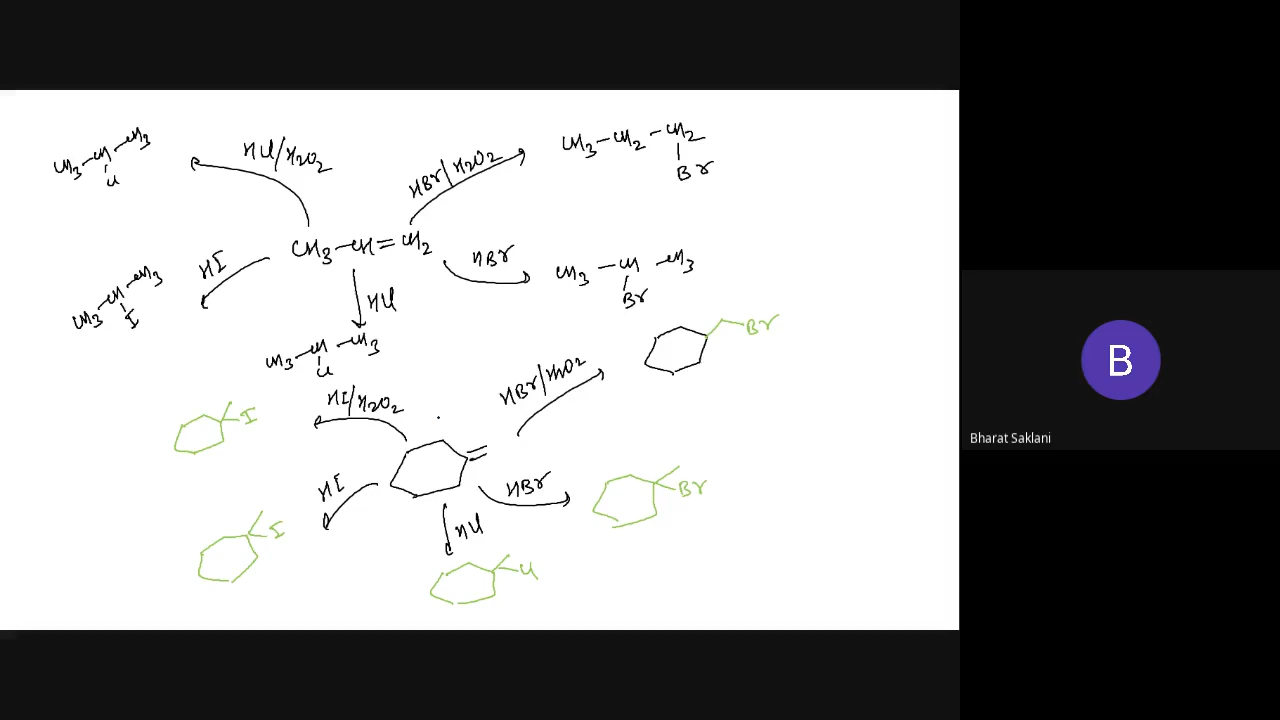 CH3-CH-CH3
Cl
HCl/H2O2
HBr/H2O2
CH3-CH2-CH2
Br
CH3-CH=CH2
HI
CH3-CH-CH3
I
HCl
CH3-CH-CH3
Cl
HBr
CH3-CH-CH3
Br
HI/H2O2
I
HBr/H2O2
Br
HI
I
HCl
Cl
HBr
Br
B
Bharat Saklani